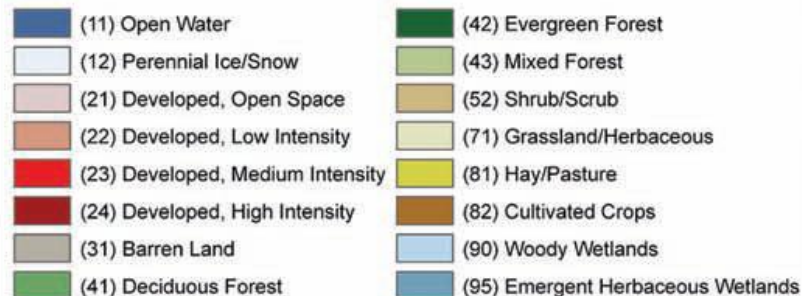 (11) Open Water
(12) Perennial Ice/Snow
(21) Developed, Open Space
(22) Developed, Low Intensity
(23) Developed, Medium Intensity
(24) Developed, High Intensity
(31) Barren Land
(41) Deciduous Forest
(42) Evergreen Forest
(43) Mixed Forest
(52) Shrub/Scrub
(71) Grassland/Herbaceous
(81) Hay/Pasture
(82) Cultivated Crops
(90) Woody Wetlands
(95) Emergent Herbaceous Wetlands